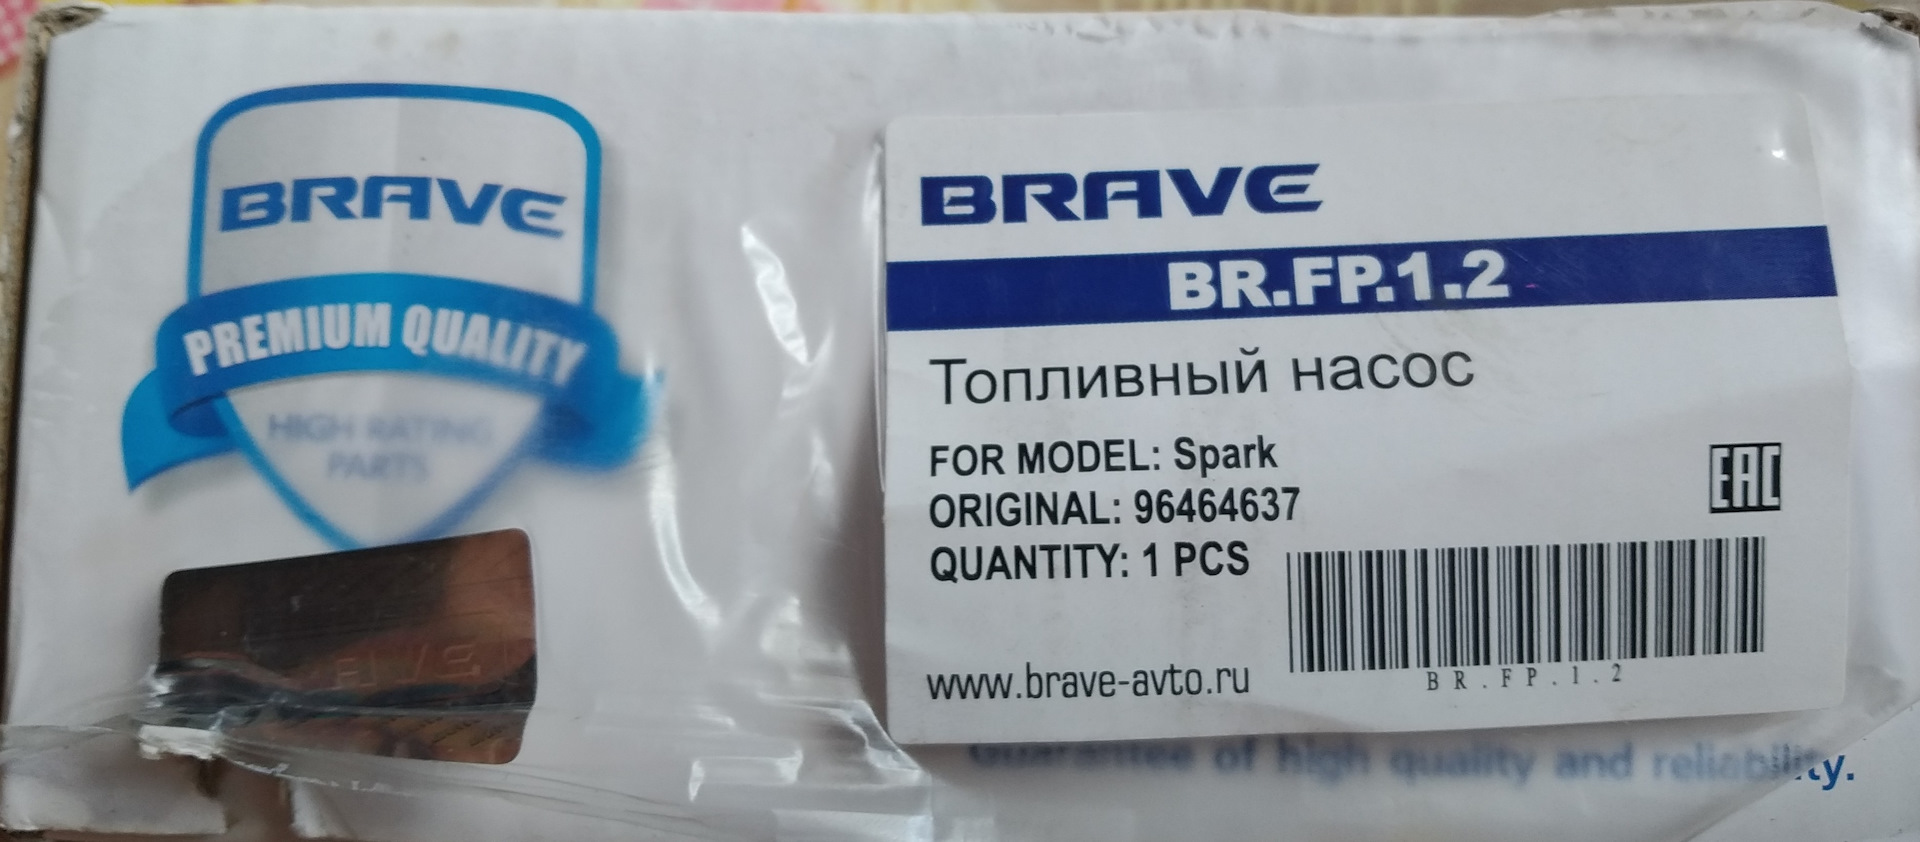 BRAVE
PREMIUM QUALITY
HIGH RATING
PARTS
BRAVE
BR.FP.1.2
Топливный насос
FOR MODEL: Spark
ORIGINAL: 96464637
QUANTITY: 1 PCS
EAC
www.brave-avto.ru
BR.FP.1.2
Guarantee of high quality and reliability.